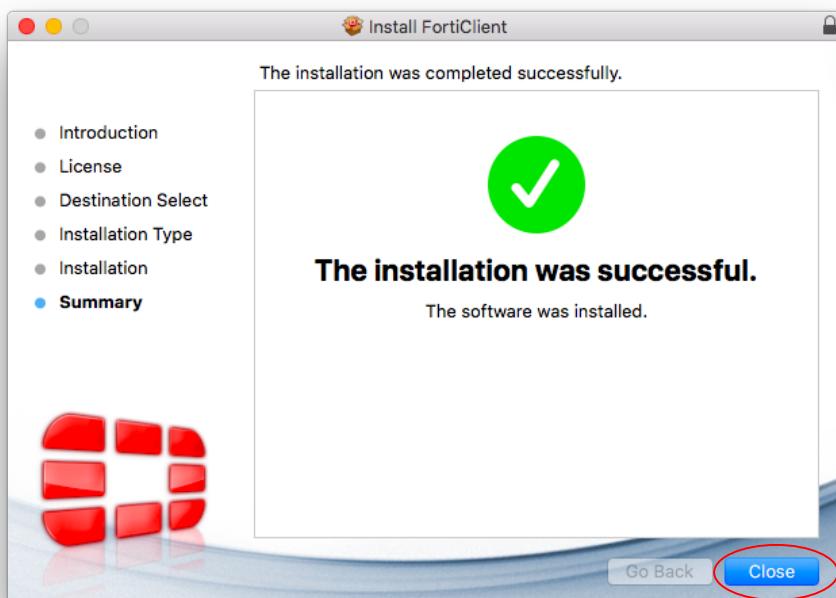 Install FortiClient
The installation was completed successfully.
Introduction
License
Destination Select
Installation Type
Installation
Summary
The installation was successful.
The software was installed.
Go Back
Close